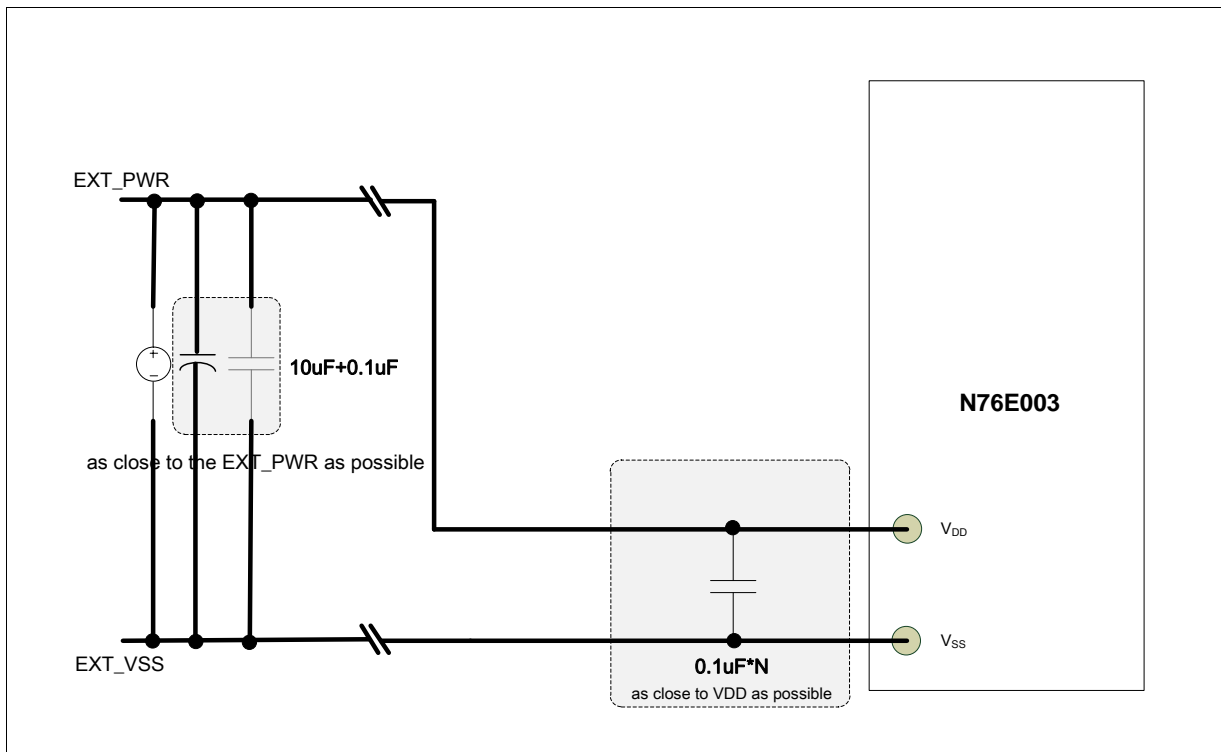 EXT_PWR
+
−
10uF+0.1uF
as close to the EXT_PWR as possible
N76E003
VDD
VSS
EXT_VSS
0.1uF*N
as close to VDD as possible